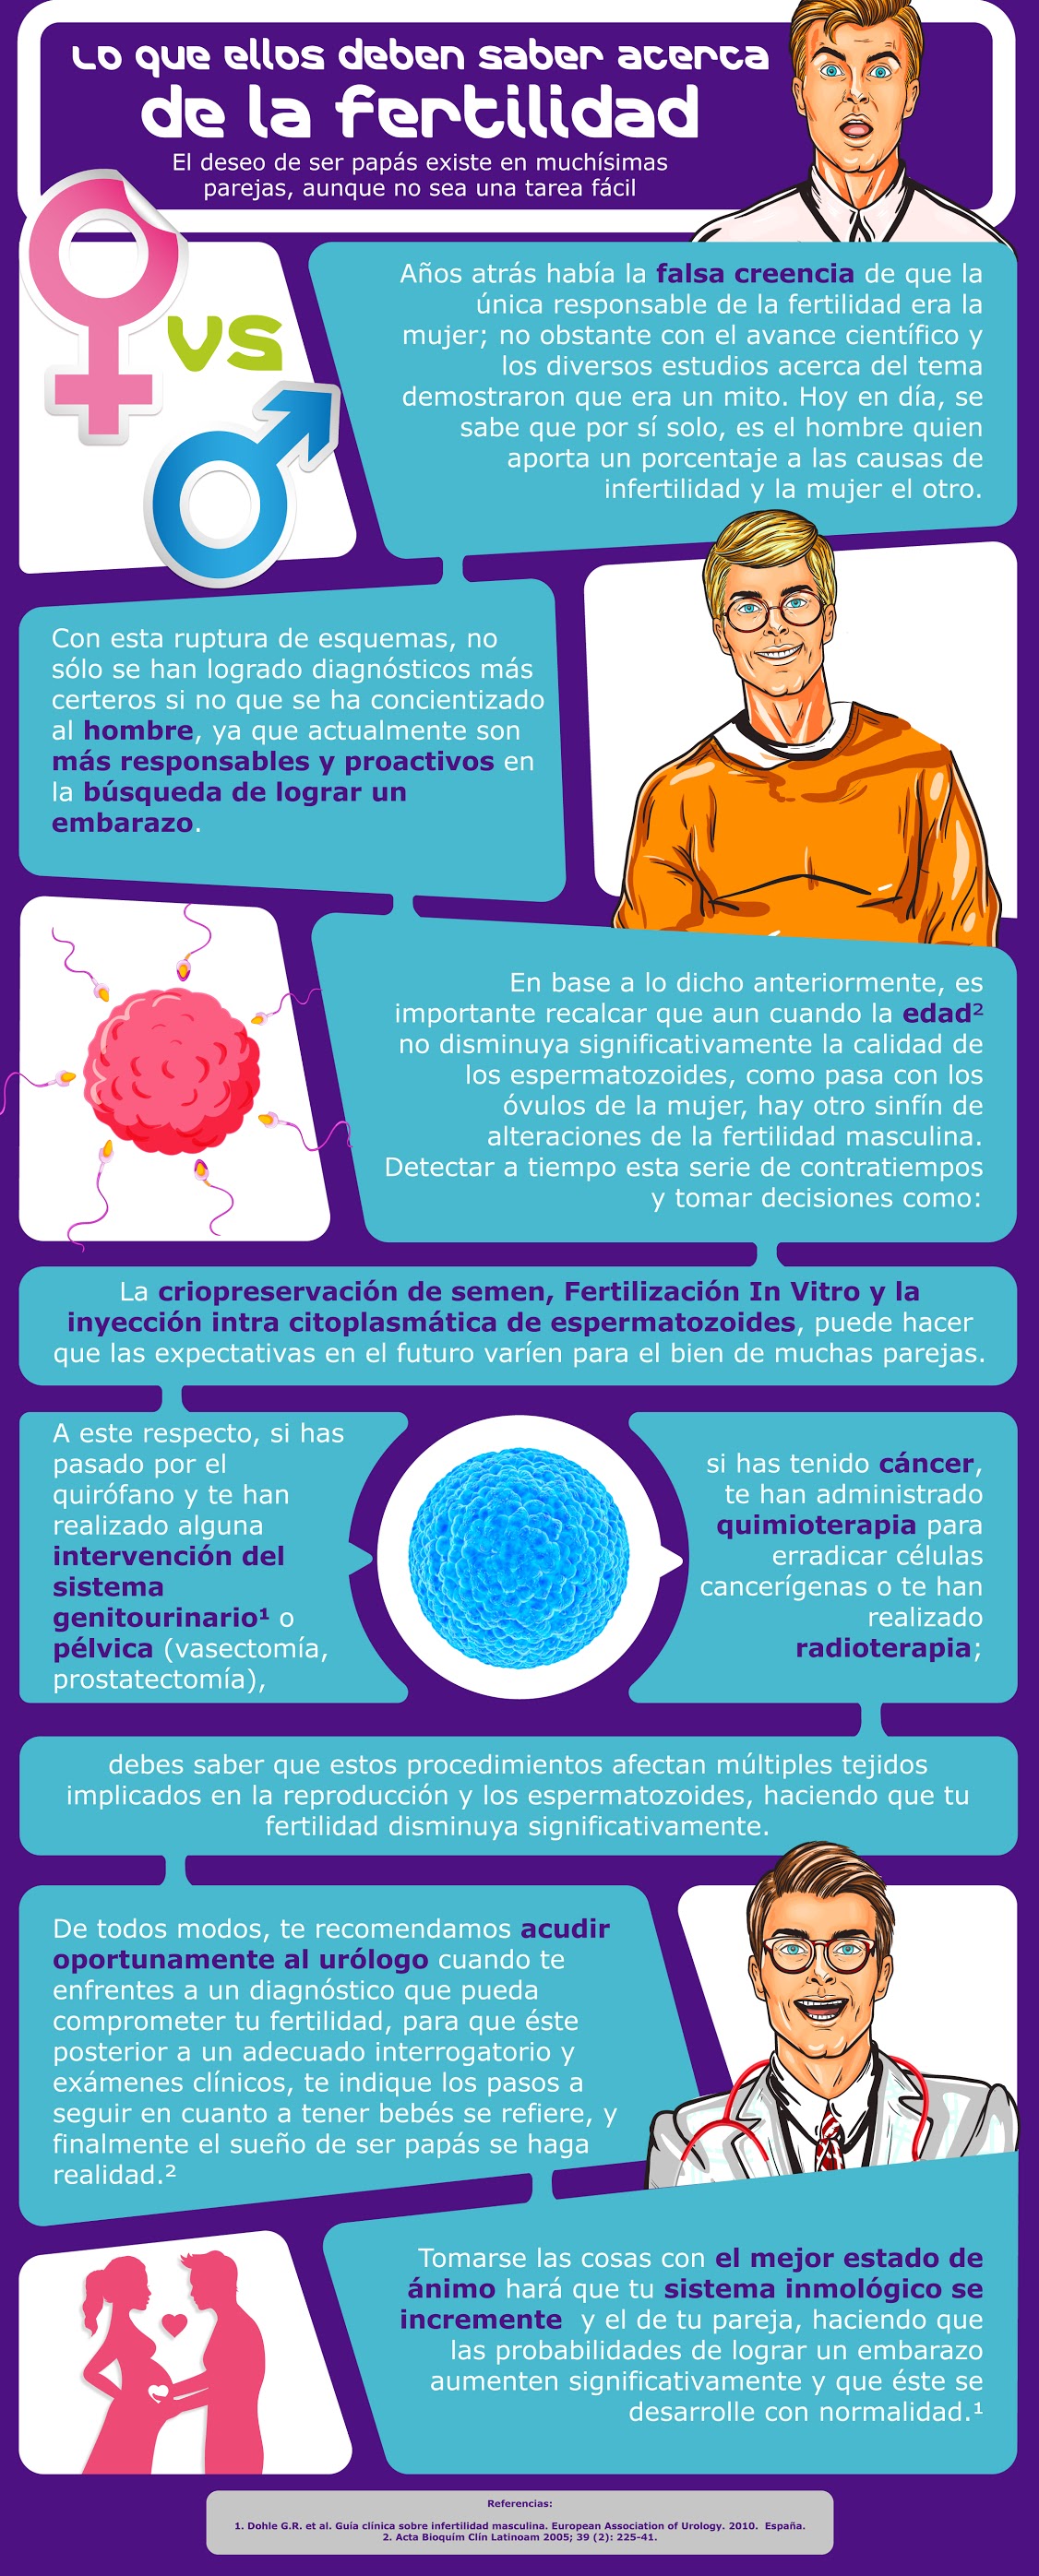 Lo que ellos deben saber acerca
de la fertilidad
El deseo de ser papás existe en muchísimas
parejas, aunque no sea una tarea fácil
vs
Años atrás había la falsa creencia de que la
única responsable de la fertilidad era la
mujer; no obstante con el avance científico y
los diversos estudios acerca del tema
demostraron que era un mito. Hoy en día, se
sabe que por sí solo, es el hombre quien
aporta un porcentaje a las causas de
infertilidad y la mujer el otro.
Con esta ruptura de esquemas, no
sólo se han logrado diagnósticos más
certeros si no que se ha concientizado
al hombre, ya que actualmente son
más responsables y proactivos en
la búsqueda de lograr un
embarazo.
En base a lo dicho anteriormente, es
importante recalcar que aun cuando la edad²
no disminuya significativamente la calidad de
los espermatozoides, como pasa con los
óvulos de la mujer, hay otro sinfín de
alteraciones de la fertilidad masculina.
Detectar a tiempo esta serie de contratiempos
y tomar decisiones como:
La criopreservación de semen, Fertilización In Vitro y la
inyección intra citoplasmática de espermatozoides, puede hacer
que las expectativas en el futuro varíen para el bien de muchas parejas.
A este respecto, si has
pasado por el
quirófano y te han
realizado alguna
intervención del
sistema
genitourinario¹ o
pélvica (vasectomía,
prostatectomía),
si has tenido cáncer,
te han administrado
quimioterapia para
erradicar células
cancerígenas o te han
realizado
radioterapia;
debes saber que estos procedimientos afectan múltiples tejidos
implicados en la reproducción y los espermatozoides, haciendo que tu
fertilidad disminuya significativamente.
De todos modos, te recomendamos acudir
oportunamente al urólogo cuando te
enfrentes a un diagnóstico que pueda
comprometer tu fertilidad, para que éste
posterior a un adecuado interrogatorio y
exámenes clínicos, te indique los pasos a
seguir en cuanto a tener bebés se refiere, y
finalmente el sueño de ser papás se haga
realidad.²
Tomarse las cosas con el mejor estado de
ánimo hará que tu sistema inmológico se
incremente y el de tu pareja, haciendo que
las probabilidades de lograr un embarazo
aumenten significativamente y que éste se
desarrolle con normalidad.¹
Referencias:
1. Dohle G.R. et al. Guía clínica sobre infertilidad masculina. European Association of Urology. 2010. España.
2. Acta Bioquím Clín Latinoam 2005; 39 (2): 225-41.